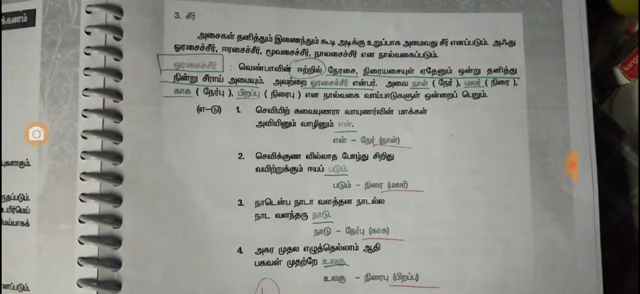 க்கணம்
3. சீர்
அசைகள் தனித்தும் இணைந்தும் கூடி அடிக்கு உறுப்பாக அமைவது சீர் எனப்படும். அஃது
ஓரசைச்சீர், ஈரசைச்சீர், மூவசைச்சீர், நாலசைச்சீர் என நால்வகைப்படும்.
ஓரசைச்சீர் : வெண்பாவின் ஈற்றில் நேரசை, நிரையசையுள் ஏதேனும் ஒன்று தனித்து
நின்று சீராய் அமையும். அவற்றை ஓரசைச்சீர் என்பர். அவை நாள் ( நேர் ), மலர் ( நிரை ),
காசு ( நேர்பு ), பிறப்பு ( நிரைபு ) என நால்வகை வாய்பாடுகளுள் ஒன்றைப் பெறும்.
(எ-டு) 1. செவியிற் சுவையுணரா வாயுணர்வின் மாக்கள்
அவியினும் வாழினும் என்.
என் - நேர் (நாள்)
2. செவிக்குண வில்லாத போழ்து சிறிது
வயிற்றுக்கும் ஈயப் படும்.
படும் - நிரை (மலர்)
3. நாடென்ப நாடா வளத்தன நாடல்ல
நாட வளந்தரு நாடு.
நாடு - நேர்பு (காசு)
4. அகர முதல எழுத்தெல்லாம் ஆதி
பகவன் முதற்றே உலகு.
உலகு - நிரைபு (பிறப்பு)